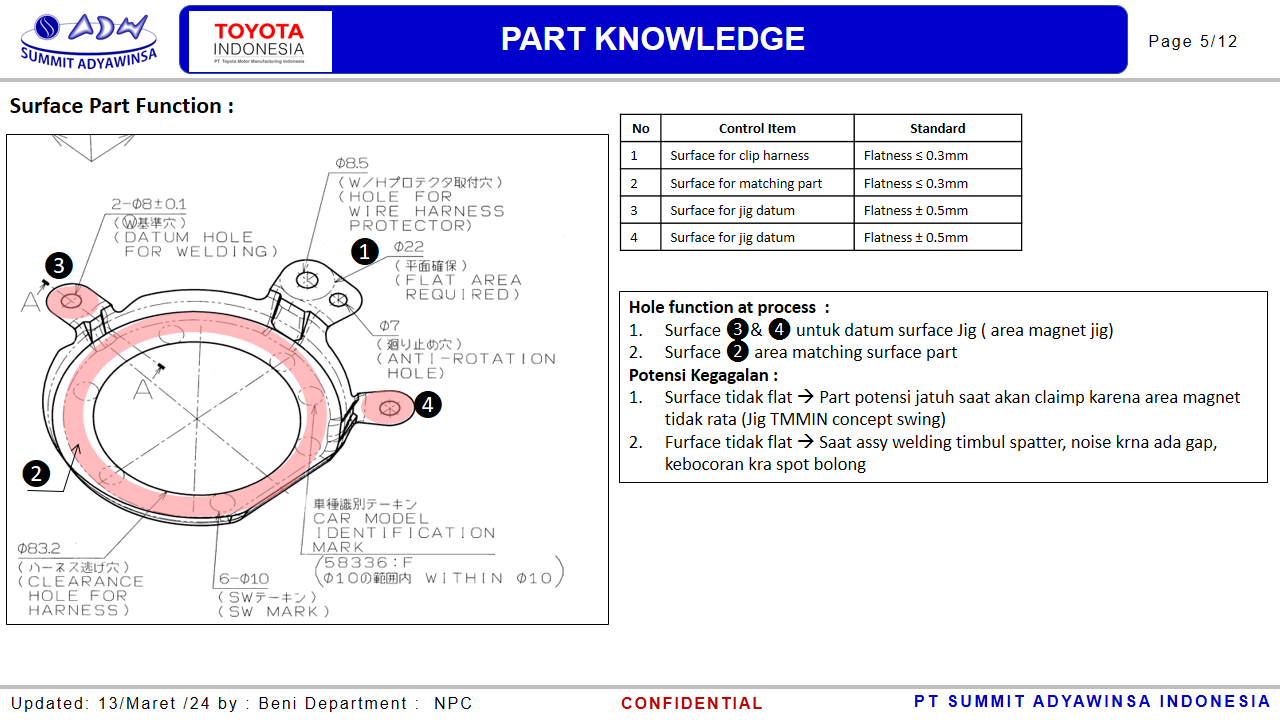 ADW
SUMMIT ADYAWINSA
TOYOTA
INDONESIA
PT. Toyota Motor Manufacturing Indonesia
PART KNOWLEDGE
Page 5/12
Surface Part Function :
Φ8.5
(W/Hプロテクタ取付穴)
(HOLE FOR
WIRE HARNESS
PROTECTOR)
2-Φ8±0.1
(Ⓦ基準穴)
(DATUM HOLE
FOR WELDING)
1
Φ22
(平面確保)
(FLAT AREA
REQUIRED)
3
A
Φ7
(廻り止め穴)
(ANTI-ROTATION
HOLE)
A
4
2
車種識別テーキン
CAR MODEL
IDENTIFICATION
MARK
(58336:F
Φ10の範囲内 WITHIN Φ10)
Φ83.2
(ハーネス逃げ穴)
(CLEARANCE
HOLE FOR
HARNESS)
6-Φ10
(SWテーキン)
(SW MARK)
No Control Item Standard
1 Surface for clip harness Flatness ≤ 0.3mm
2 Surface for matching part Flatness ≤ 0.3mm
3 Surface for jig datum Flatness ± 0.5mm
4 Surface for jig datum Flatness ± 0.5mm
Hole function at process :
1. Surface 3 & 4 untuk datum surface Jig ( area magnet jig)
2. Surface 2 area matching surface part
Potensi Kegagalan :
1. Surface tidak flat → Part potensi jatuh saat akan claimp karena area magnet
tidak rata (Jig TMMIN concept swing)
2. Furface tidak flat → Saat assy welding timbul spatter, noise krna ada gap,
kebocoran kra spot bolong
Updated: 13/Maret /24 by : Beni Department : NPC
CONFIDENTIAL
PT SUMMIT ADYAWINSA INDONESIA